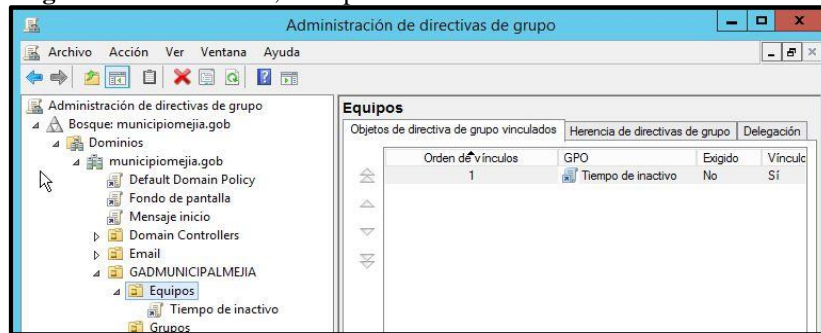 Administración de directivas de grupo
Archivo Acción Ver Ventana Ayuda
Administración de directivas de grupo
Bosque: municipiomejia.gob
Dominios
municipiomejia.gob
Default Domain Policy
Fondo de pantalla
Mensaje inicio
Domain Controllers
Email
GADMUNICIPALMEJIA
Equipos
Tiempo de inactivo
Grupos
Equipos
Objetos de directiva de grupo vinculados Herencia de directivas de grupo Delegación
Orden de vínculos GPO Exigido Vínculc
1 Tiempo de inactivo No Sí